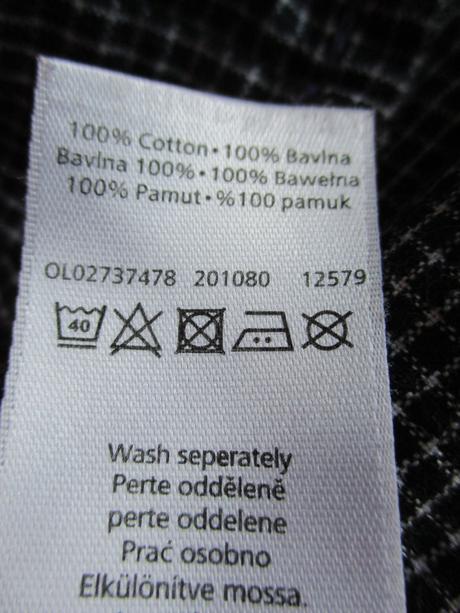 100% Cotton • 100% Bavlna
Bavlna 100% • 100% Bawełna
100% Pamut • %100 pamuk
OL02737478 201080 12579
40
Wash seperately
Perte odděleně
perte oddelene
Prać osobno
Elkülönítve mossa.